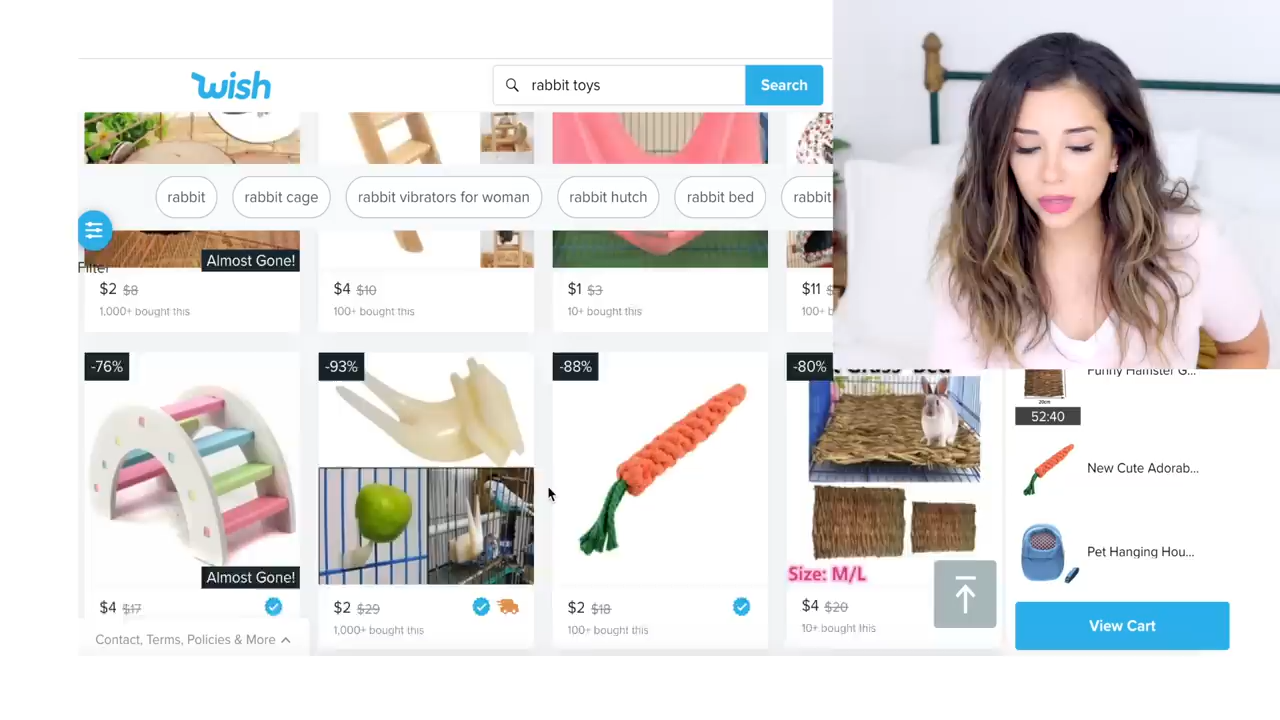 wish
rabbit toys
Search
rabbit
rabbit cage
rabbit vibrators for woman
rabbit hutch
rabbit bed
rabbit
Filter
Almost Gone!
$2 $8
1,000+ bought this
$4 $10
100+ bought this
$1 $3
10+ bought this
$11
100+
-76%
-93%
-88%
-80%
Size: M/L
Almost Gone!
$4 $17
$2 $29
1,000+ bought this
$2 $18
100+ bought this
$4 $20
10+ bought this
Contact, Terms, Policies & More
Funny Hamster G...
20cm
52:40
New Cute Adorab...
Pet Hanging Hou...
View Cart